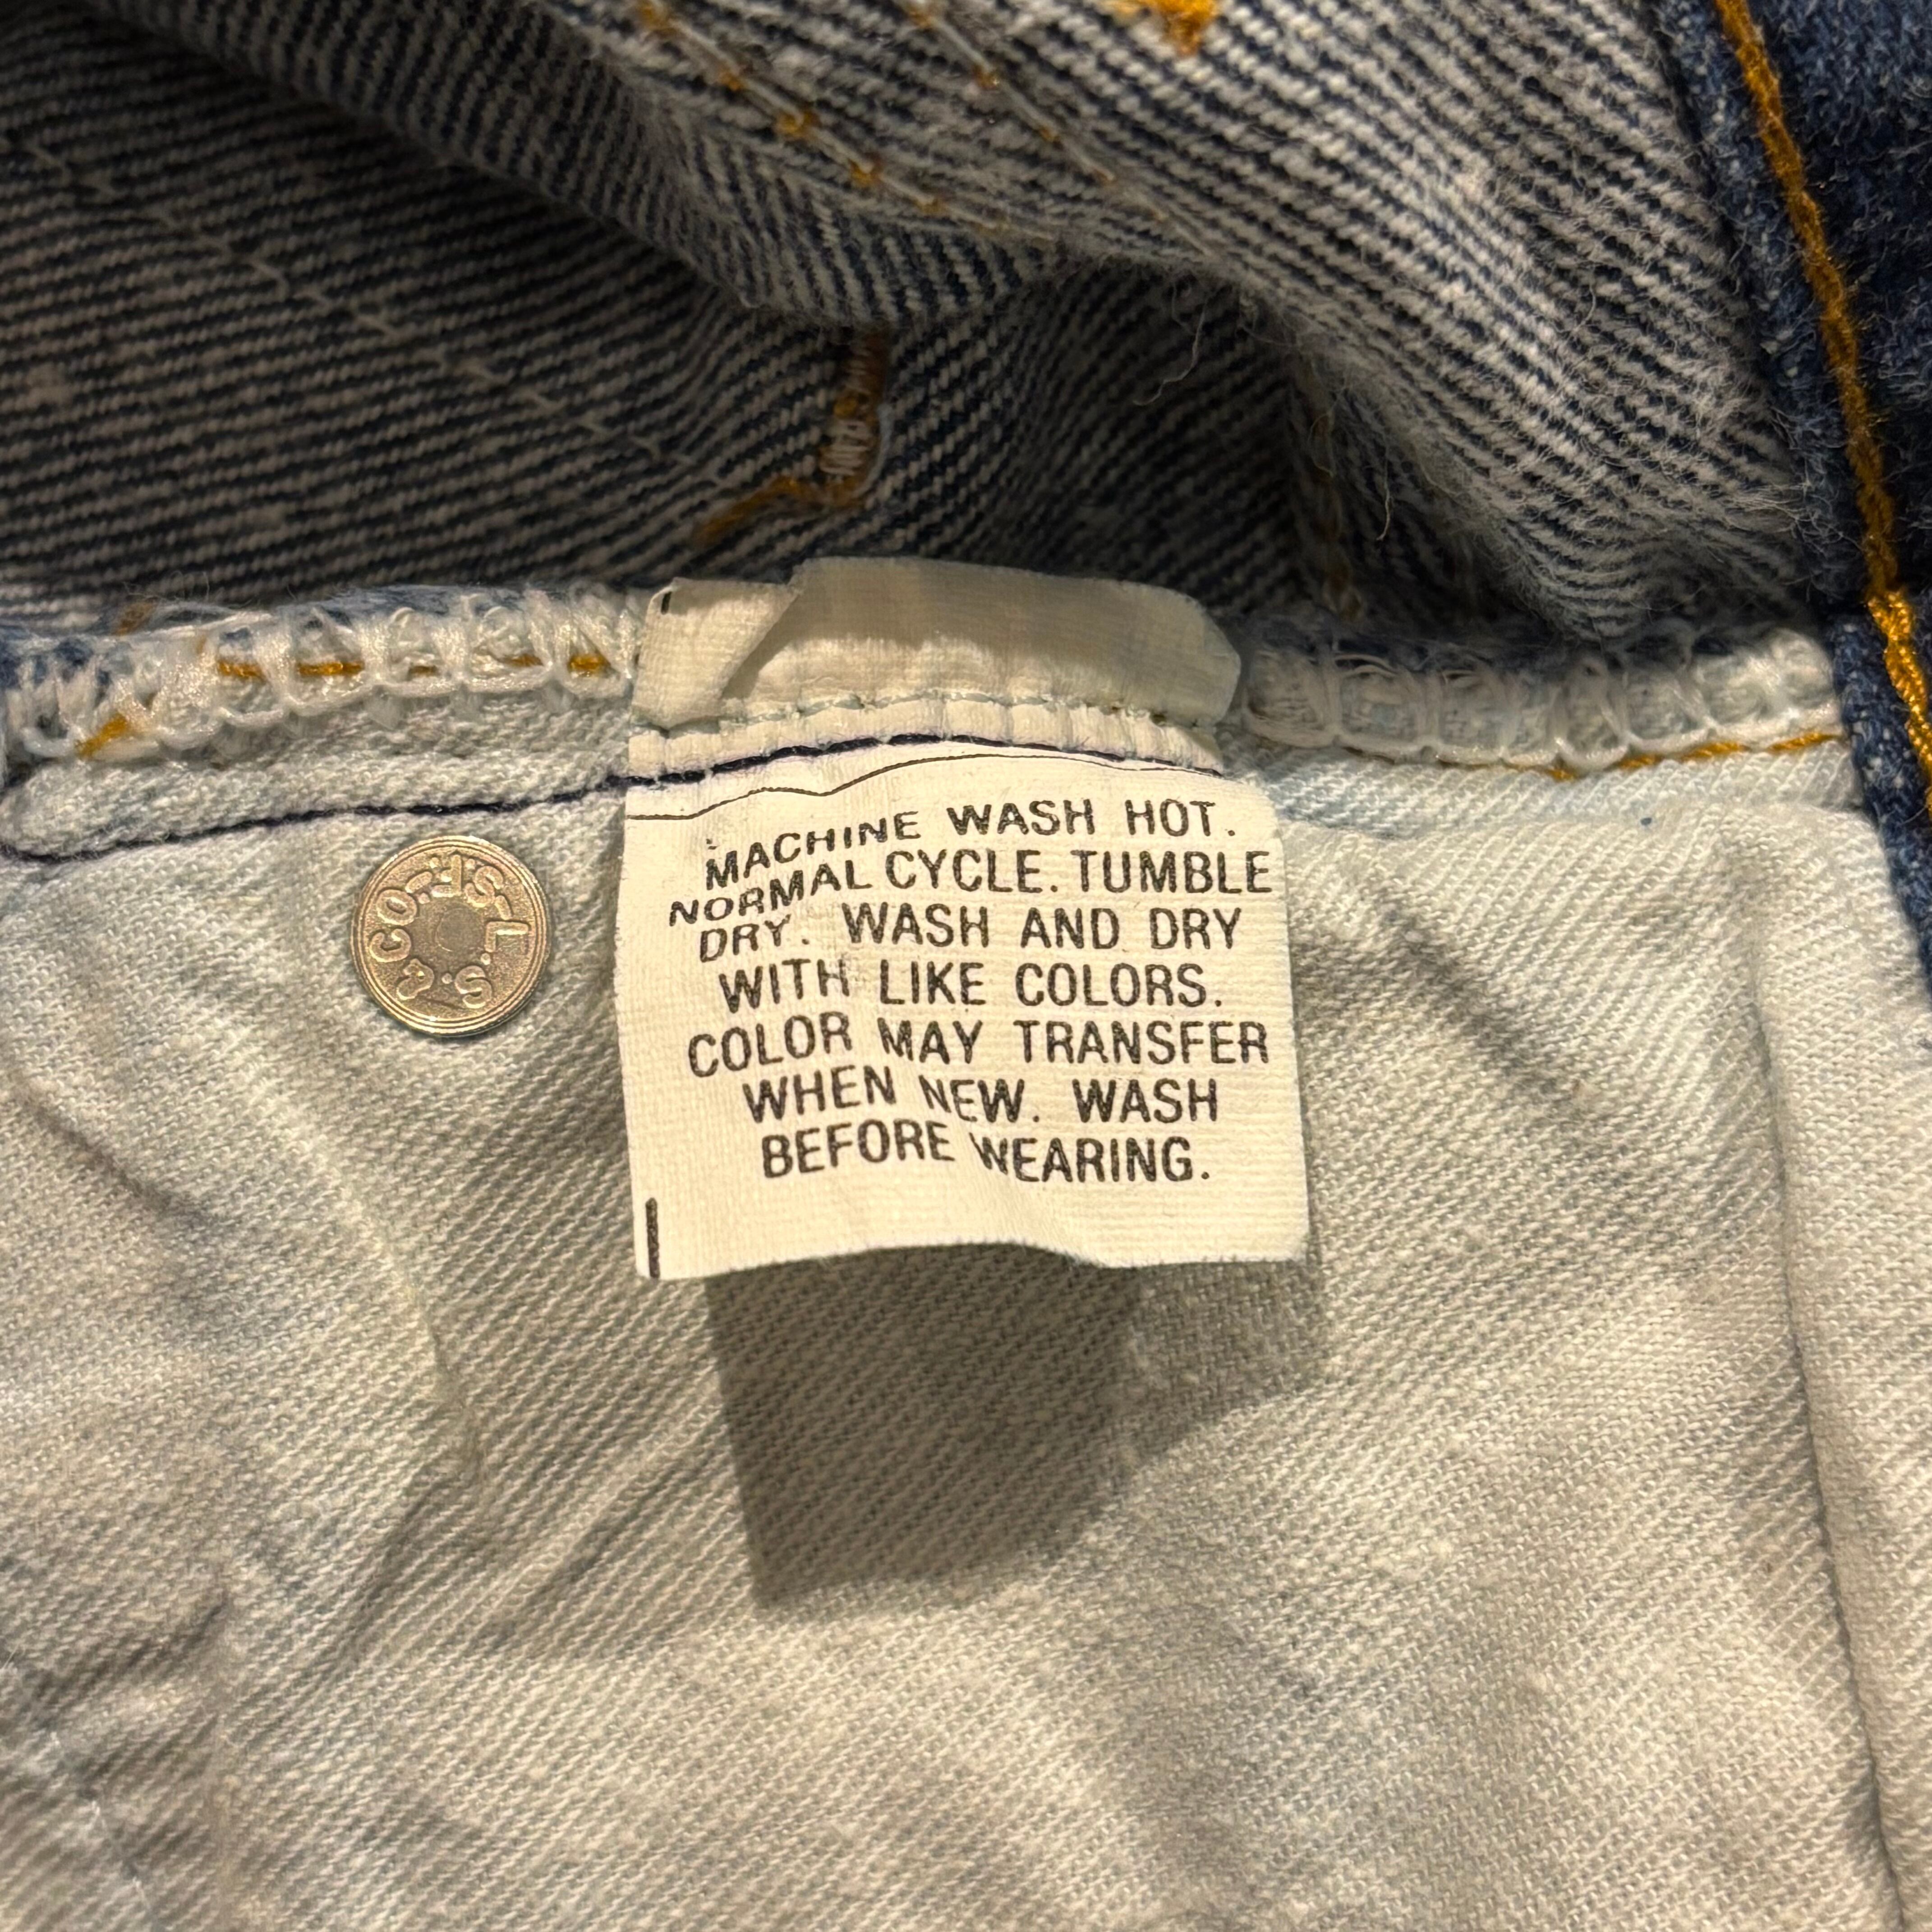 MACHINE WASH HOT.
NORMAL CYCLE. TUMBLE
DRY. WASH AND DRY
WITH LIKE COLORS.
COLOR MAY TRANSFER
WHEN NEW. WASH
BEFORE WEARING.
L.S.&CO-R-S-